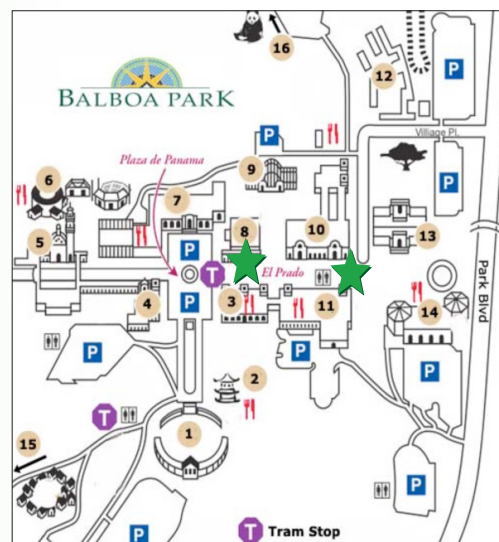 16
12
P
BALBOA PARK
P
Village Pl.
Plaza de Panama
9
P
6
7
8
10
13
5
P
T
El Prado
Park Blvd
4
P
3
11
14
P
P
P
2
T
1
15
P
P
T Tram Stop